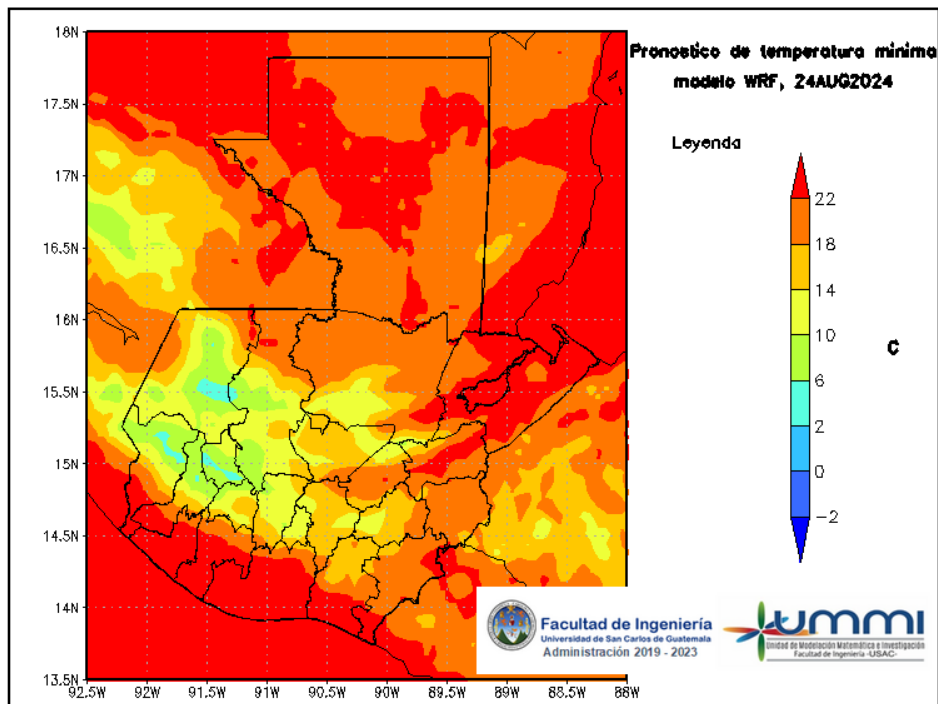 Pronostico de temperatura minima
modelo WRF, 24AUG2024
Leyenda
22
18
14
10
6
2
0
−2
C
18N
17.5N
17N
16.5N
16N
15.5N
15N
14.5N
14N
13.5N
92.5W
92W
91.5W
91W
90.5W
90W
89.5W
89W
88.5W
88W
Facultad de Ingeniería
Universidad de San Carlos de Guatemala
Administración 2019 - 2023
ummi
Unidad de Modelación Matemática e Investigación
Facultad de Ingeniería -USAC-